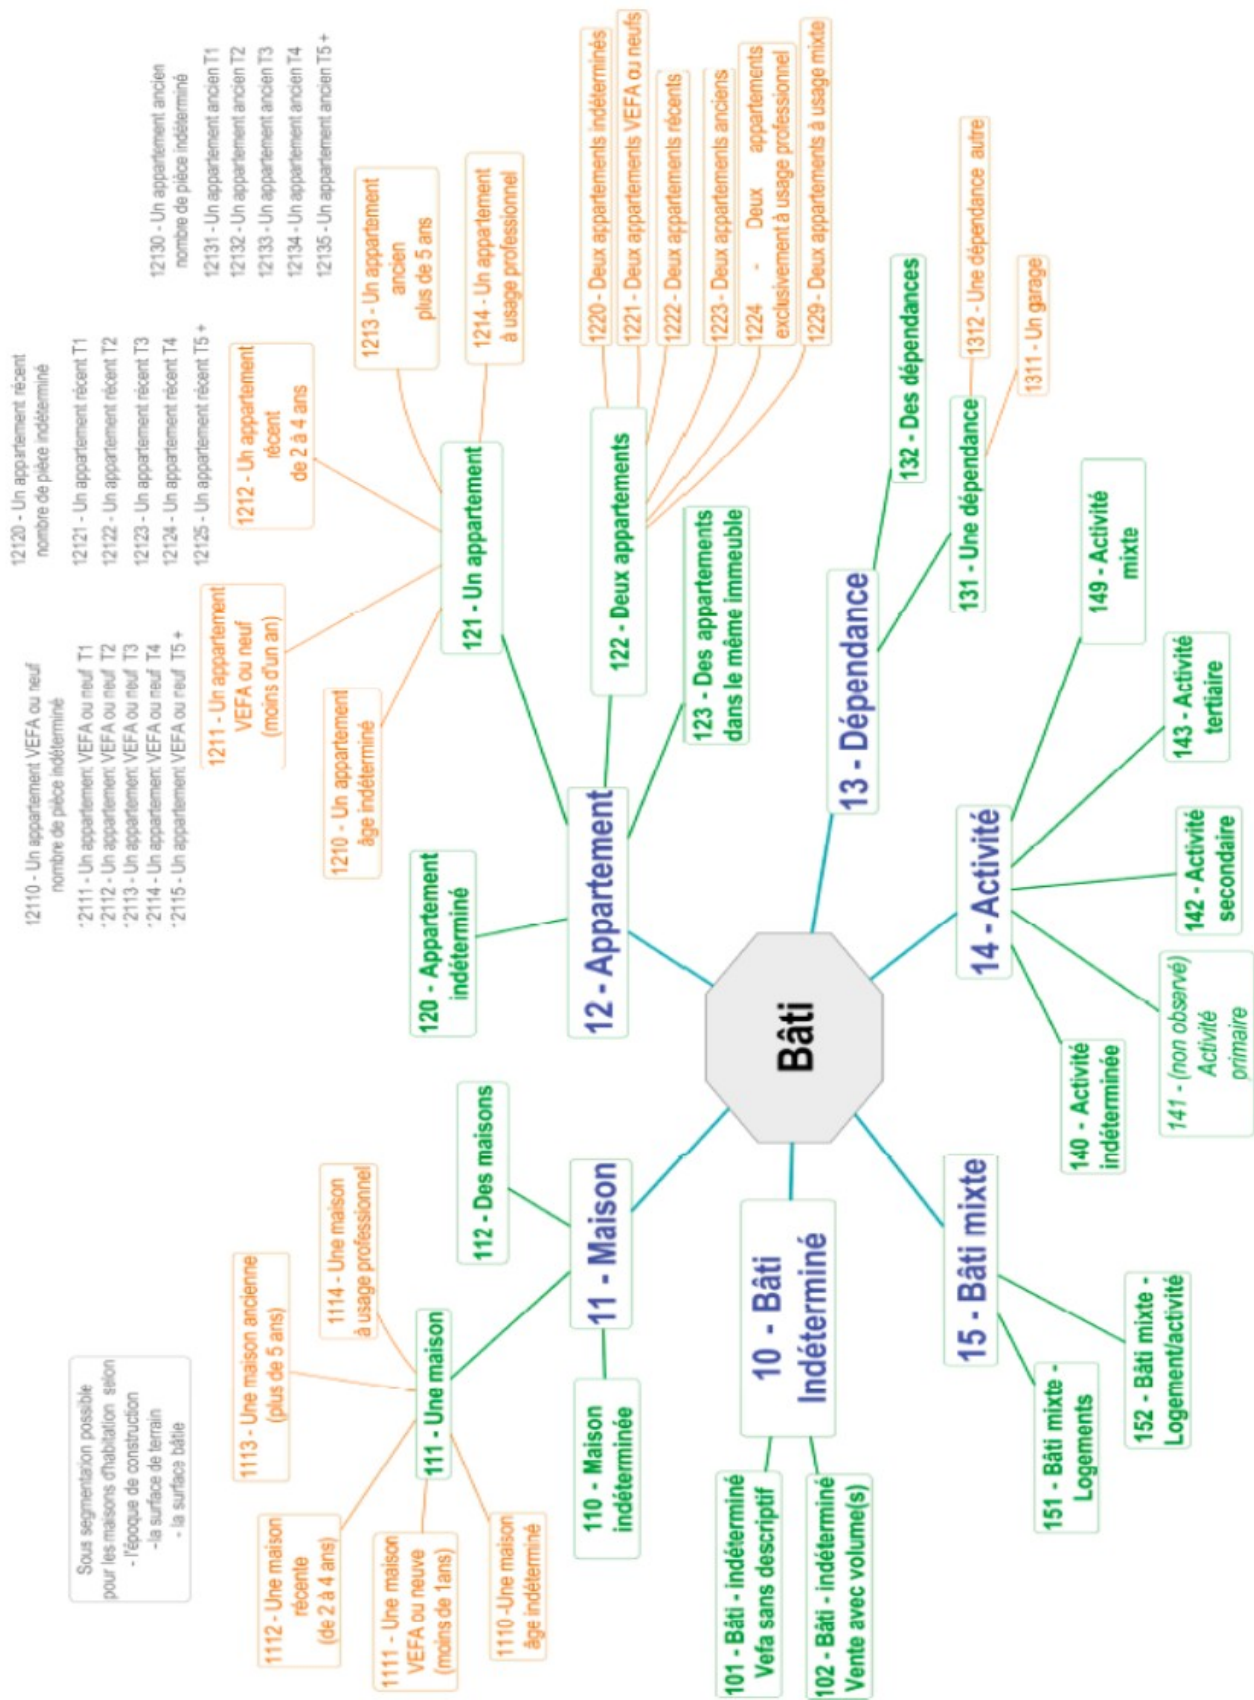 Sous segmentation possible
pour les maisons d'habitation selon
- l'époque de construction
-la surface de terrain
- la surface bâtie
12110 - Un appartement VEFA ou neuf
nombre de pièce indéterminé
'2111 - Un appartement VEFA ou neuf T1
'2112 - Un appartement VEFA ou neuf T2
'2113 - Un appartement VEFA ou neuf T3
'2114 - Un appartement VEFA ou neuf T4
'2115 - Un appartement VEFA ou neuf T5 +
12120 - Un appartement récent
nombre de pièce indéterminé
12121 - Un appartement récent T1
12122 - Un appartement récent T2
12123 - Un appartement récent T3
12124 - Un appartement récent T4
12125 - Un appartement récent T5 +
12130 - Un appartement ancien
nombre de pièce indéterminé
12131 - Un appartement ancien T1
12132 - Un appartement ancien T2
12133 - Un appartement ancien T3
12134 - Un appartement ancien T4
12135 - Un appartement ancien T5 +
1112 - Une maison
récente
(de 2 à 4 ans)
1113 - Une maison ancienne
(plus de 5 ans)
1114 - Une maison
à usage professionnel
1111 - Une maison
VEFA ou neuve
(moins de 1ans)
1110 -Une maison
âge indéterminé
111 - Une maison
112 - Des maisons
110 - Maison
indéterminée
11 - Maison
1210 - Un appartement
âge indéterminé
1211 - Un appartement
VEFA ou neuf
(moins d'un an)
1212 - Un appartement
récent
de 2 à 4 ans
1213 - Un appartement
ancien
plus de 5 ans
1214 - Un appartement
à usage professionnel
120 - Appartement
indéterminé
121 - Un appartement
12 - Appartement
122 - Deux appartements
123 - Des appartements
dans le même immeuble
1220 - Deux appartements indéterminés
1221 - Deux appartements VEFA ou neufs
1222 - Deux appartements récents
1223 - Deux appartements anciens
1224 - Deux appartements
exclusivement à usage professionnel
1229 - Deux appartements à usage mixte
101 - Bâti - indéterminé
Vefa sans descriptif
102 - Bâti - indéterminé
Vente avec volume(s)
10 - Bâti
Indéterminé
Bâti
13 - Dépendance
132 - Des dépendances
131 - Une dépendance
1312 - Une dépendance autre
1311 - Un garage
15 - Bâti mixte
151 - Bâti mixte -
Logements
152 - Bâti mixte -
Logement/activité
14 - Activité
140 - Activité
indéterminée
141 - (non observé)
Activité
primaire
142 - Activité
secondaire
143 - Activité
tertiaire
149 - Activité
mixte